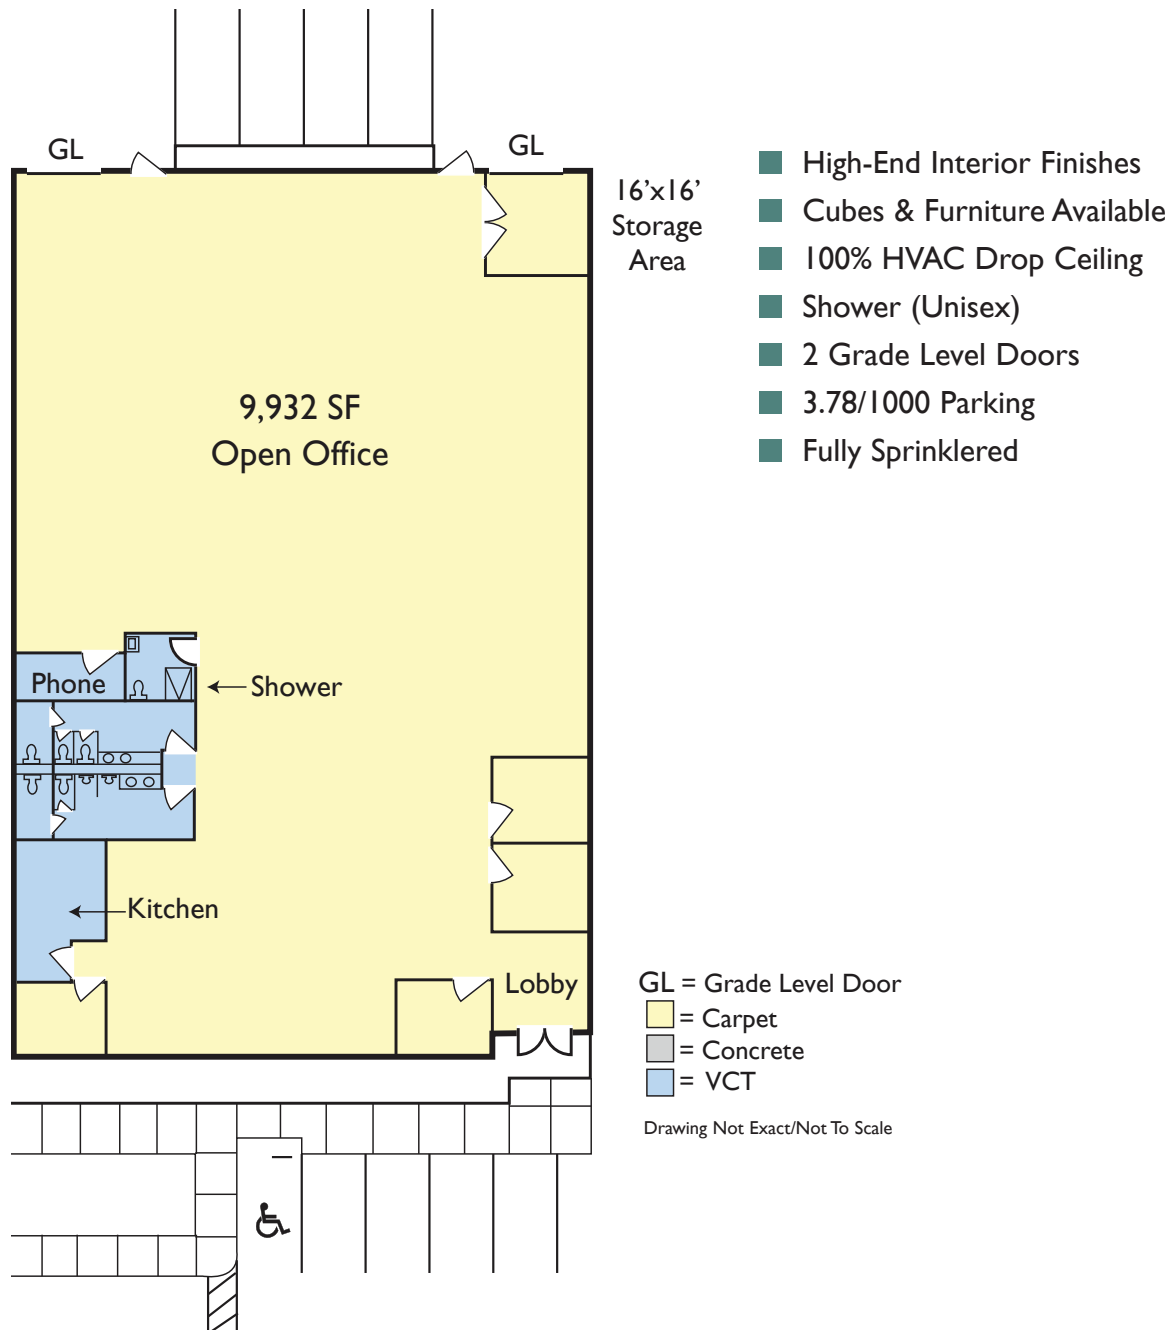 GL
GL
16’x16’
Storage
Area
High-End Interior Finishes
Cubes & Furniture Available
100% HVAC Drop Ceiling
Shower (Unisex)
2 Grade Level Doors
3.78/1000 Parking
Fully Sprinklered
9,932 SF
Open Office
Phone
Shower
Kitchen
Lobby
GL = Grade Level Door
= Carpet
= Concrete
= VCT
Drawing Not Exact/Not To Scale